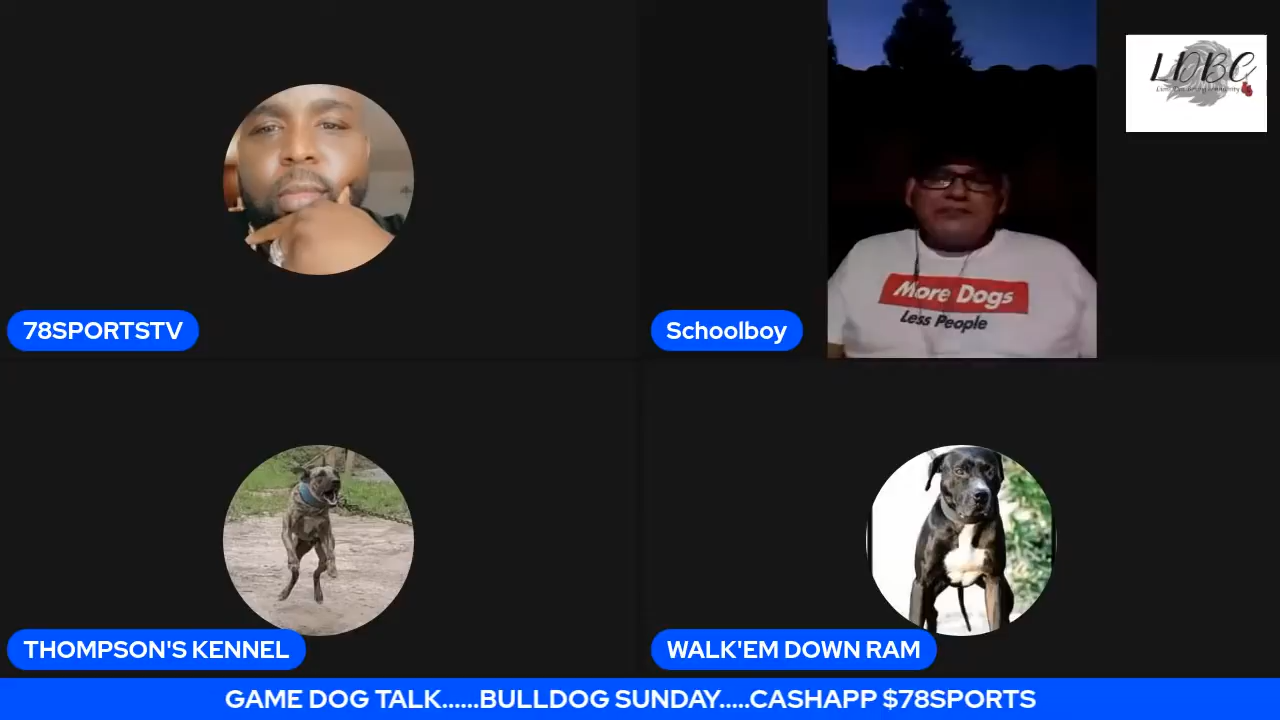 LDBC
More Dogs
Less People
78SPORTSTV
Schoolboy
THOMPSON'S KENNEL
WALK'EM DOWN RAM
GAME DOG TALK......BULLDOG SUNDAY.....CASHAPP $78SPORTS